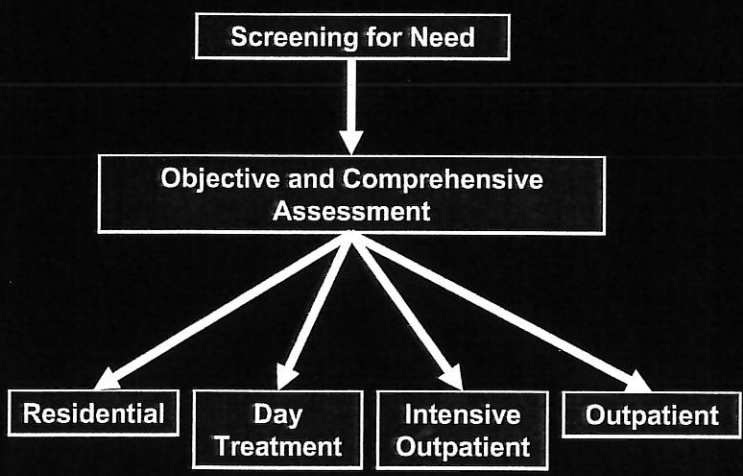 Screening for Need
Objective and Comprehensive
Assessment
Residential
Day
Treatment
Intensive
Outpatient
Outpatient